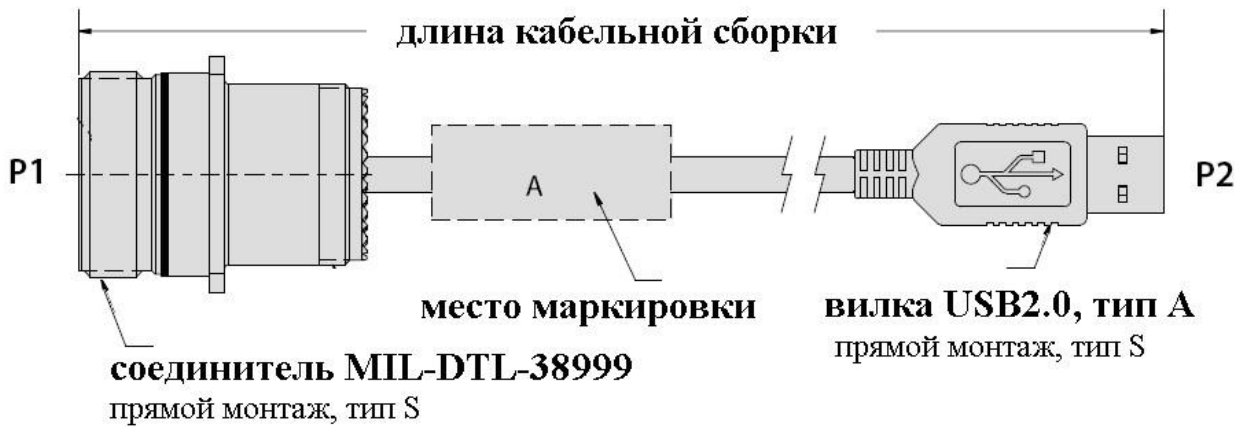 длина кабельной сборки
P1
A
P2
место маркировки
вилка USB2.0, тип A
прямой монтаж, тип S
соединитель MIL-DTL-38999
прямой монтаж, тип S